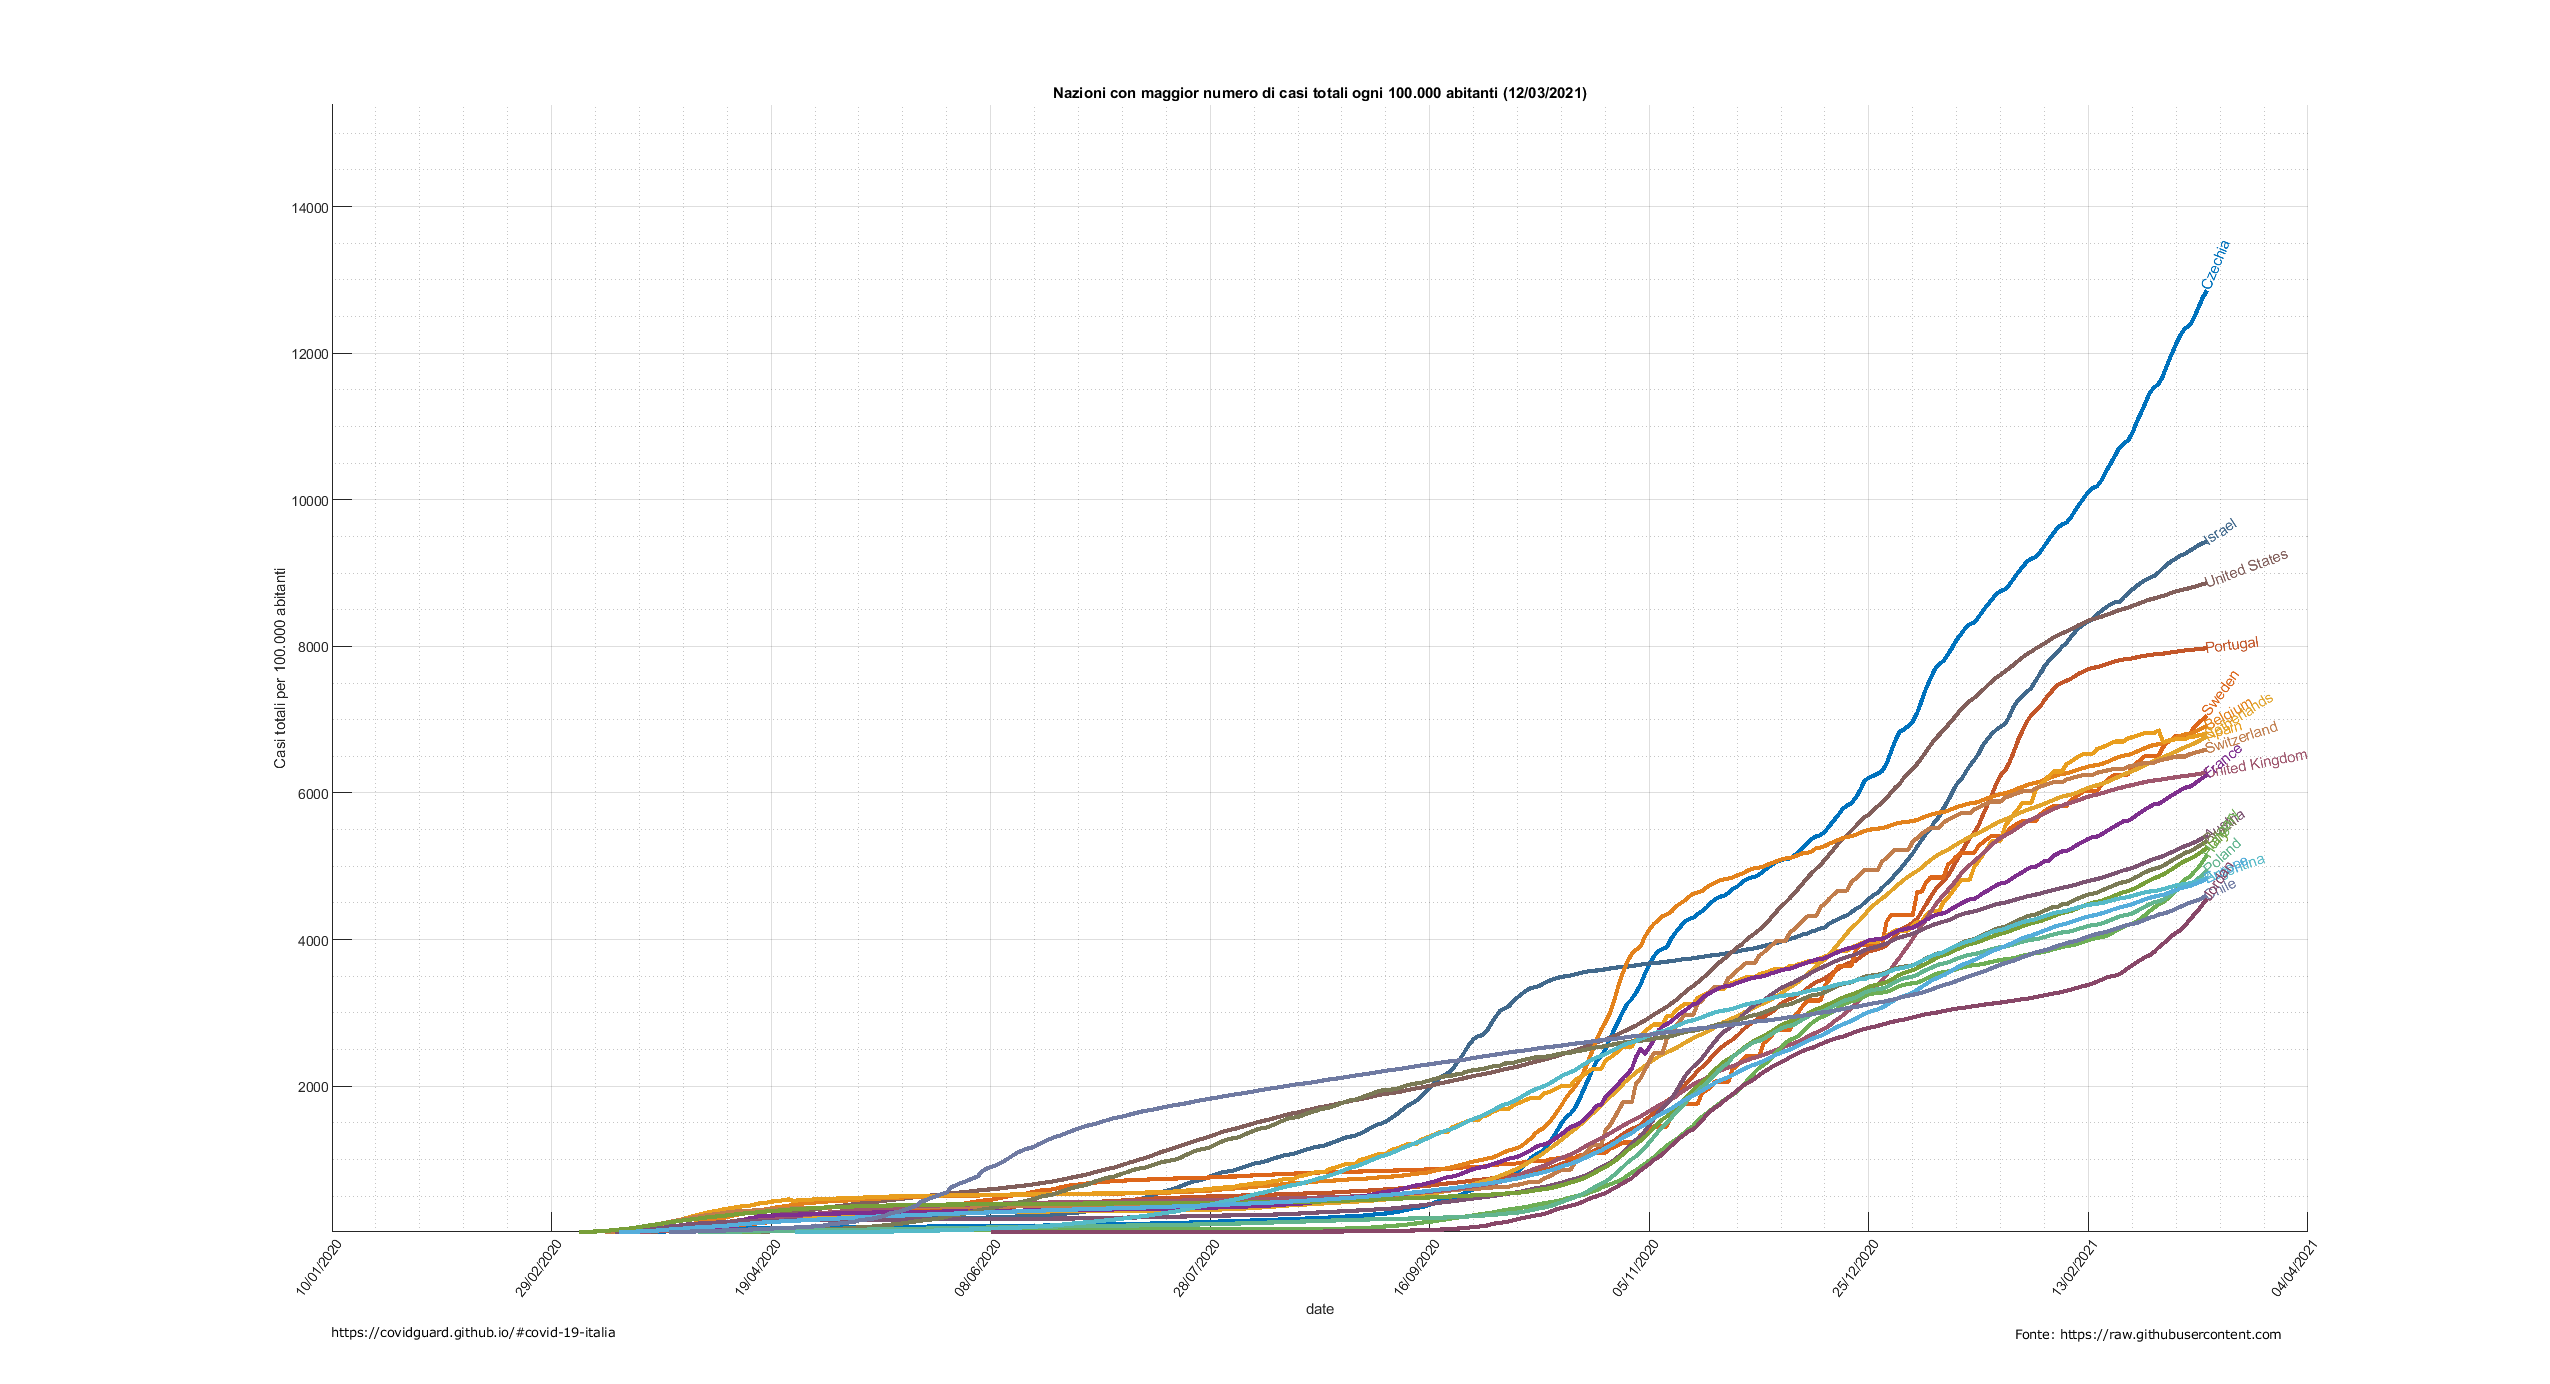 Nazioni con maggior numero di casi totali ogni 100.000 abitanti (12/03/2021)
Casi totali per 100.000 abitanti
14000
12000
10000
8000
6000
4000
2000
Czechia
Israel
United States
Portugal
Sweden
Belgium
Netherlands
Spain
Switzerland
France
United Kingdom
Austria
Italy
Poland
Argentina
Jordan
Chile
10/01/2020
29/02/2020
19/04/2020
08/06/2020
28/07/2020
16/09/2020
05/11/2020
25/12/2020
13/02/2021
04/04/2021
date
https://covidguard.github.io/#covid-19-italia
Fonte: https://raw.githubusercontent.com